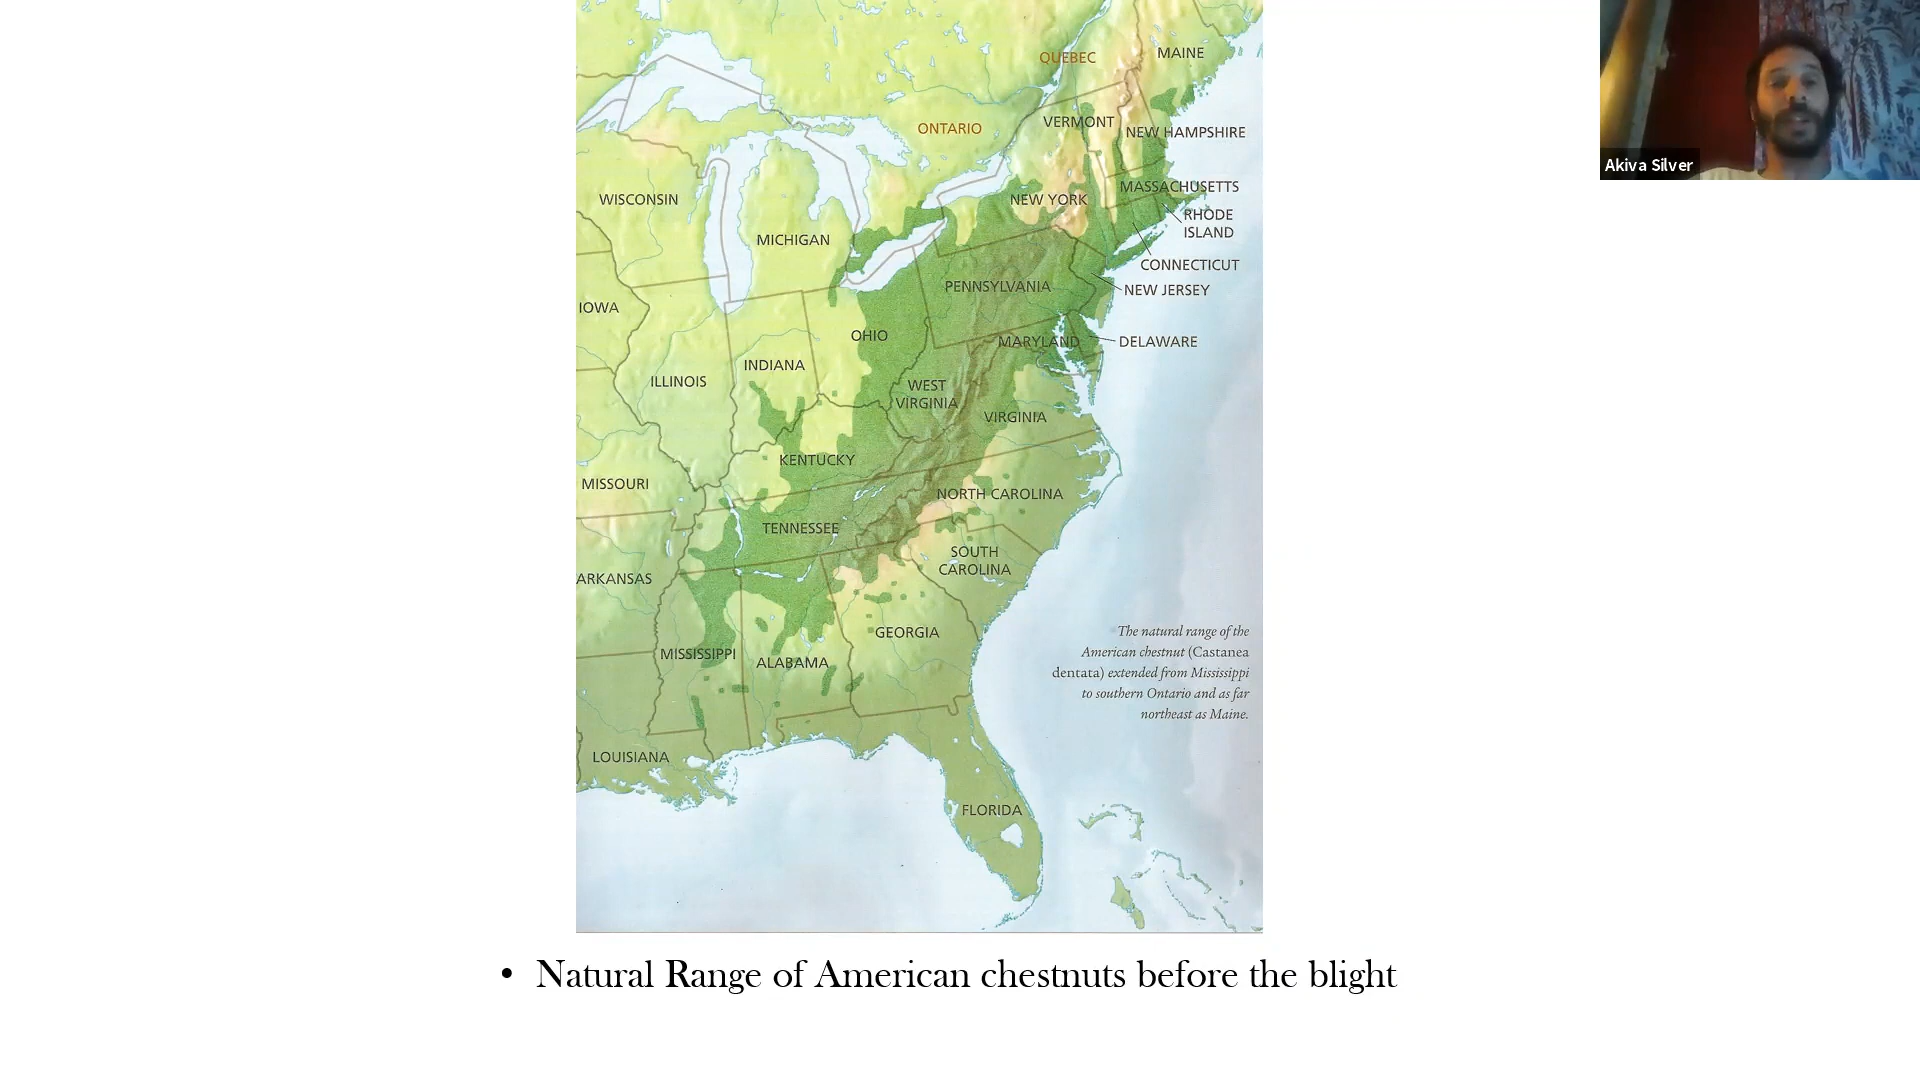 QUEBEC
MAINE
ONTARIO
VERMONT
NEW HAMPSHIRE
Akiva Silver
WISCONSIN
MASSACHUSETTS
NEW YORK
RHODE
ISLAND
MICHIGAN
CONNECTICUT
PENNSYLVANIA
NEW JERSEY
IOWA
OHIO
MARYLAND
DELAWARE
INDIANA
ILLINOIS
WEST
VIRGINIA
VIRGINIA
KENTUCKY
MISSOURI
NORTH CAROLINA
TENNESSEE
SOUTH
CAROLINA
ARKANSAS
GEORGIA
MISSISSIPPI
ALABAMA
The natural range of the
American chestnut (Castanea
dentata) extended from Mississippi
to southern Ontario and as far
northeast as Maine.
LOUISIANA
FLORIDA
• Natural Range of American chestnuts before the blight